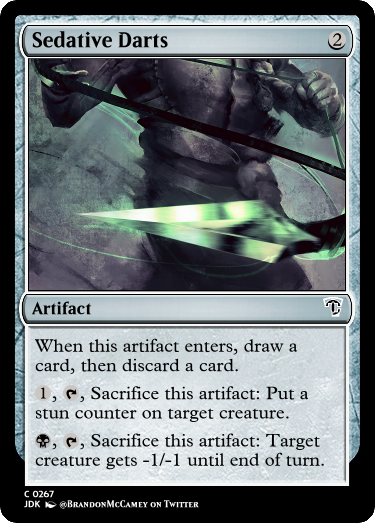 Sedative Darts 2
Artifact
When this artifact enters, draw a
card, then discard a card.
1, , Sacrifice this artifact: Put a
stun counter on target creature.
, , Sacrifice this artifact: Target
creature gets -1/-1 until end of turn.
C 0267
JDK @BrandonMcCamey on Twitter